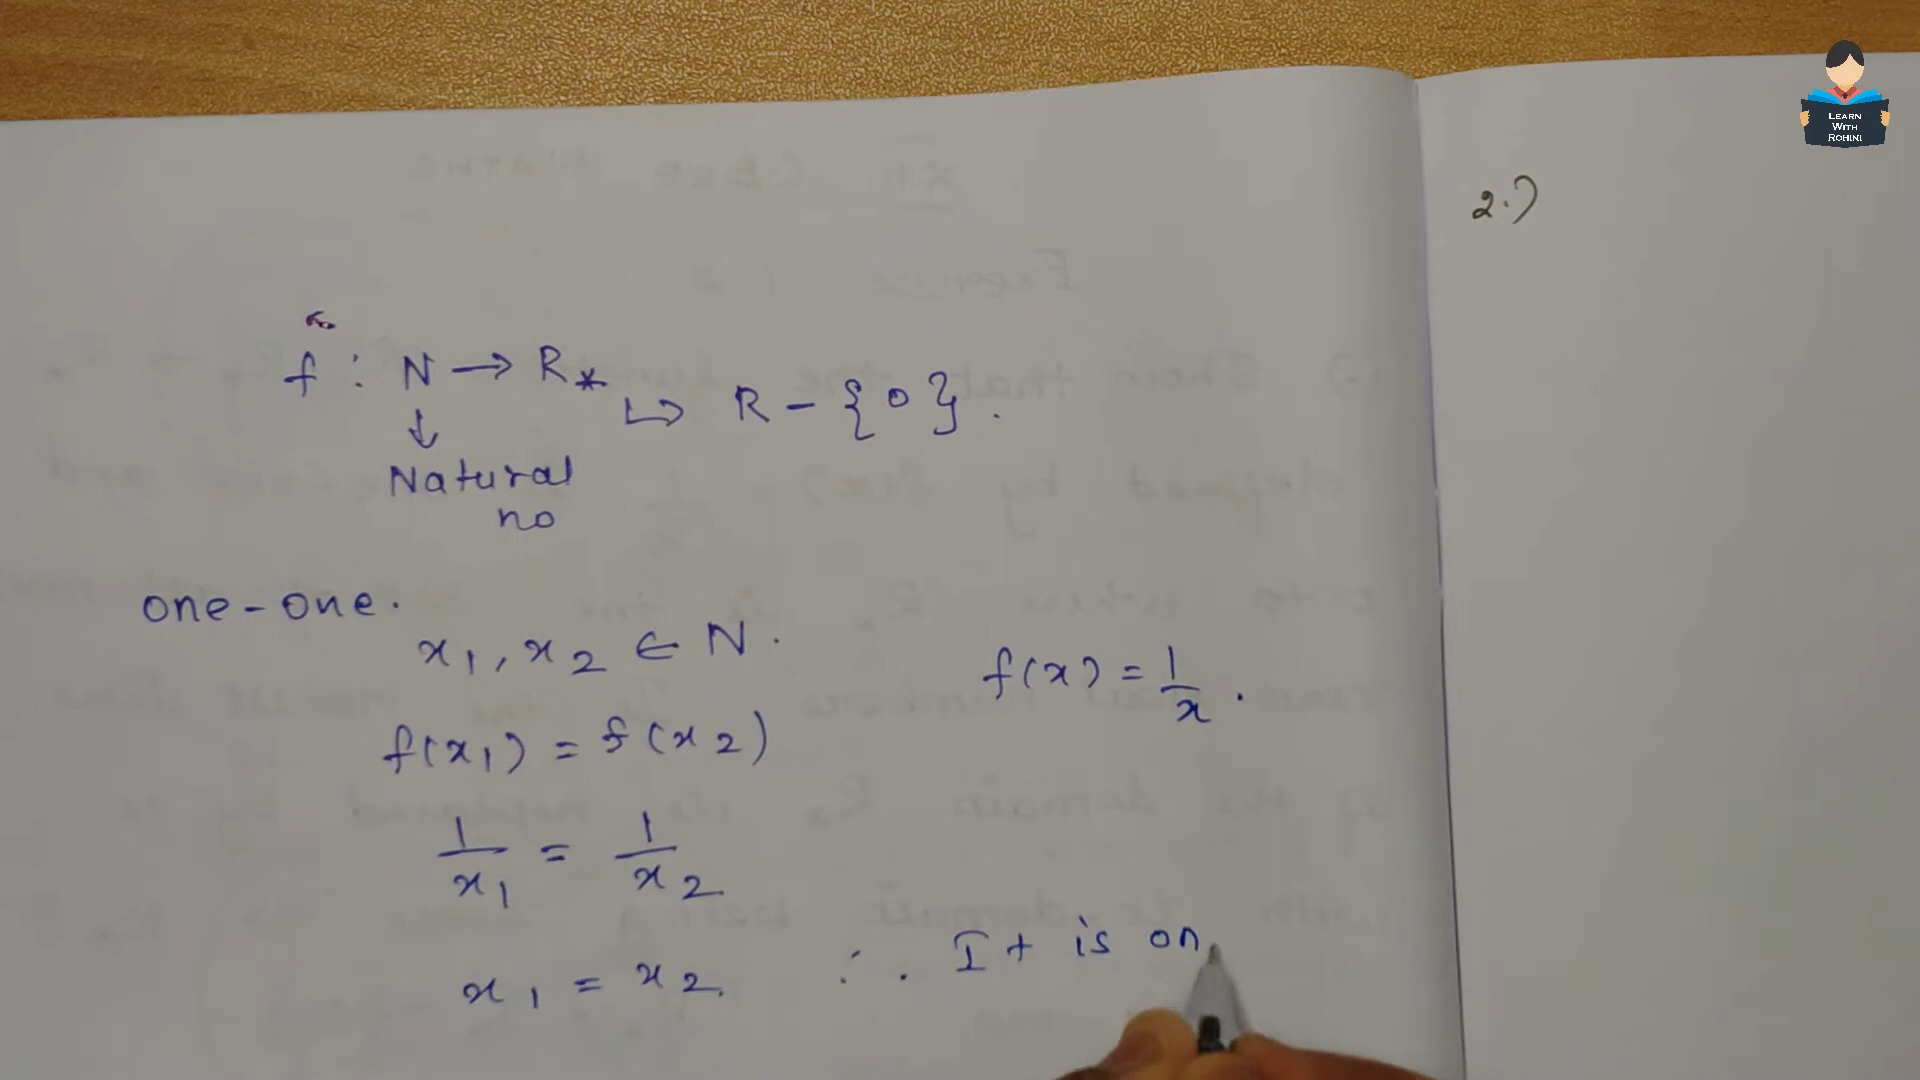 f : N → R*
↳ R - {0}.
↓
Natural
no
one-one.
x₁, x₂ ∈ N.
f(x) = 1/x.
f(x₁) = f(x₂)
1/x₁ = 1/x₂
x₁ = x₂.
∴ It is on
2.)
LEARN
WITH
ROHINI